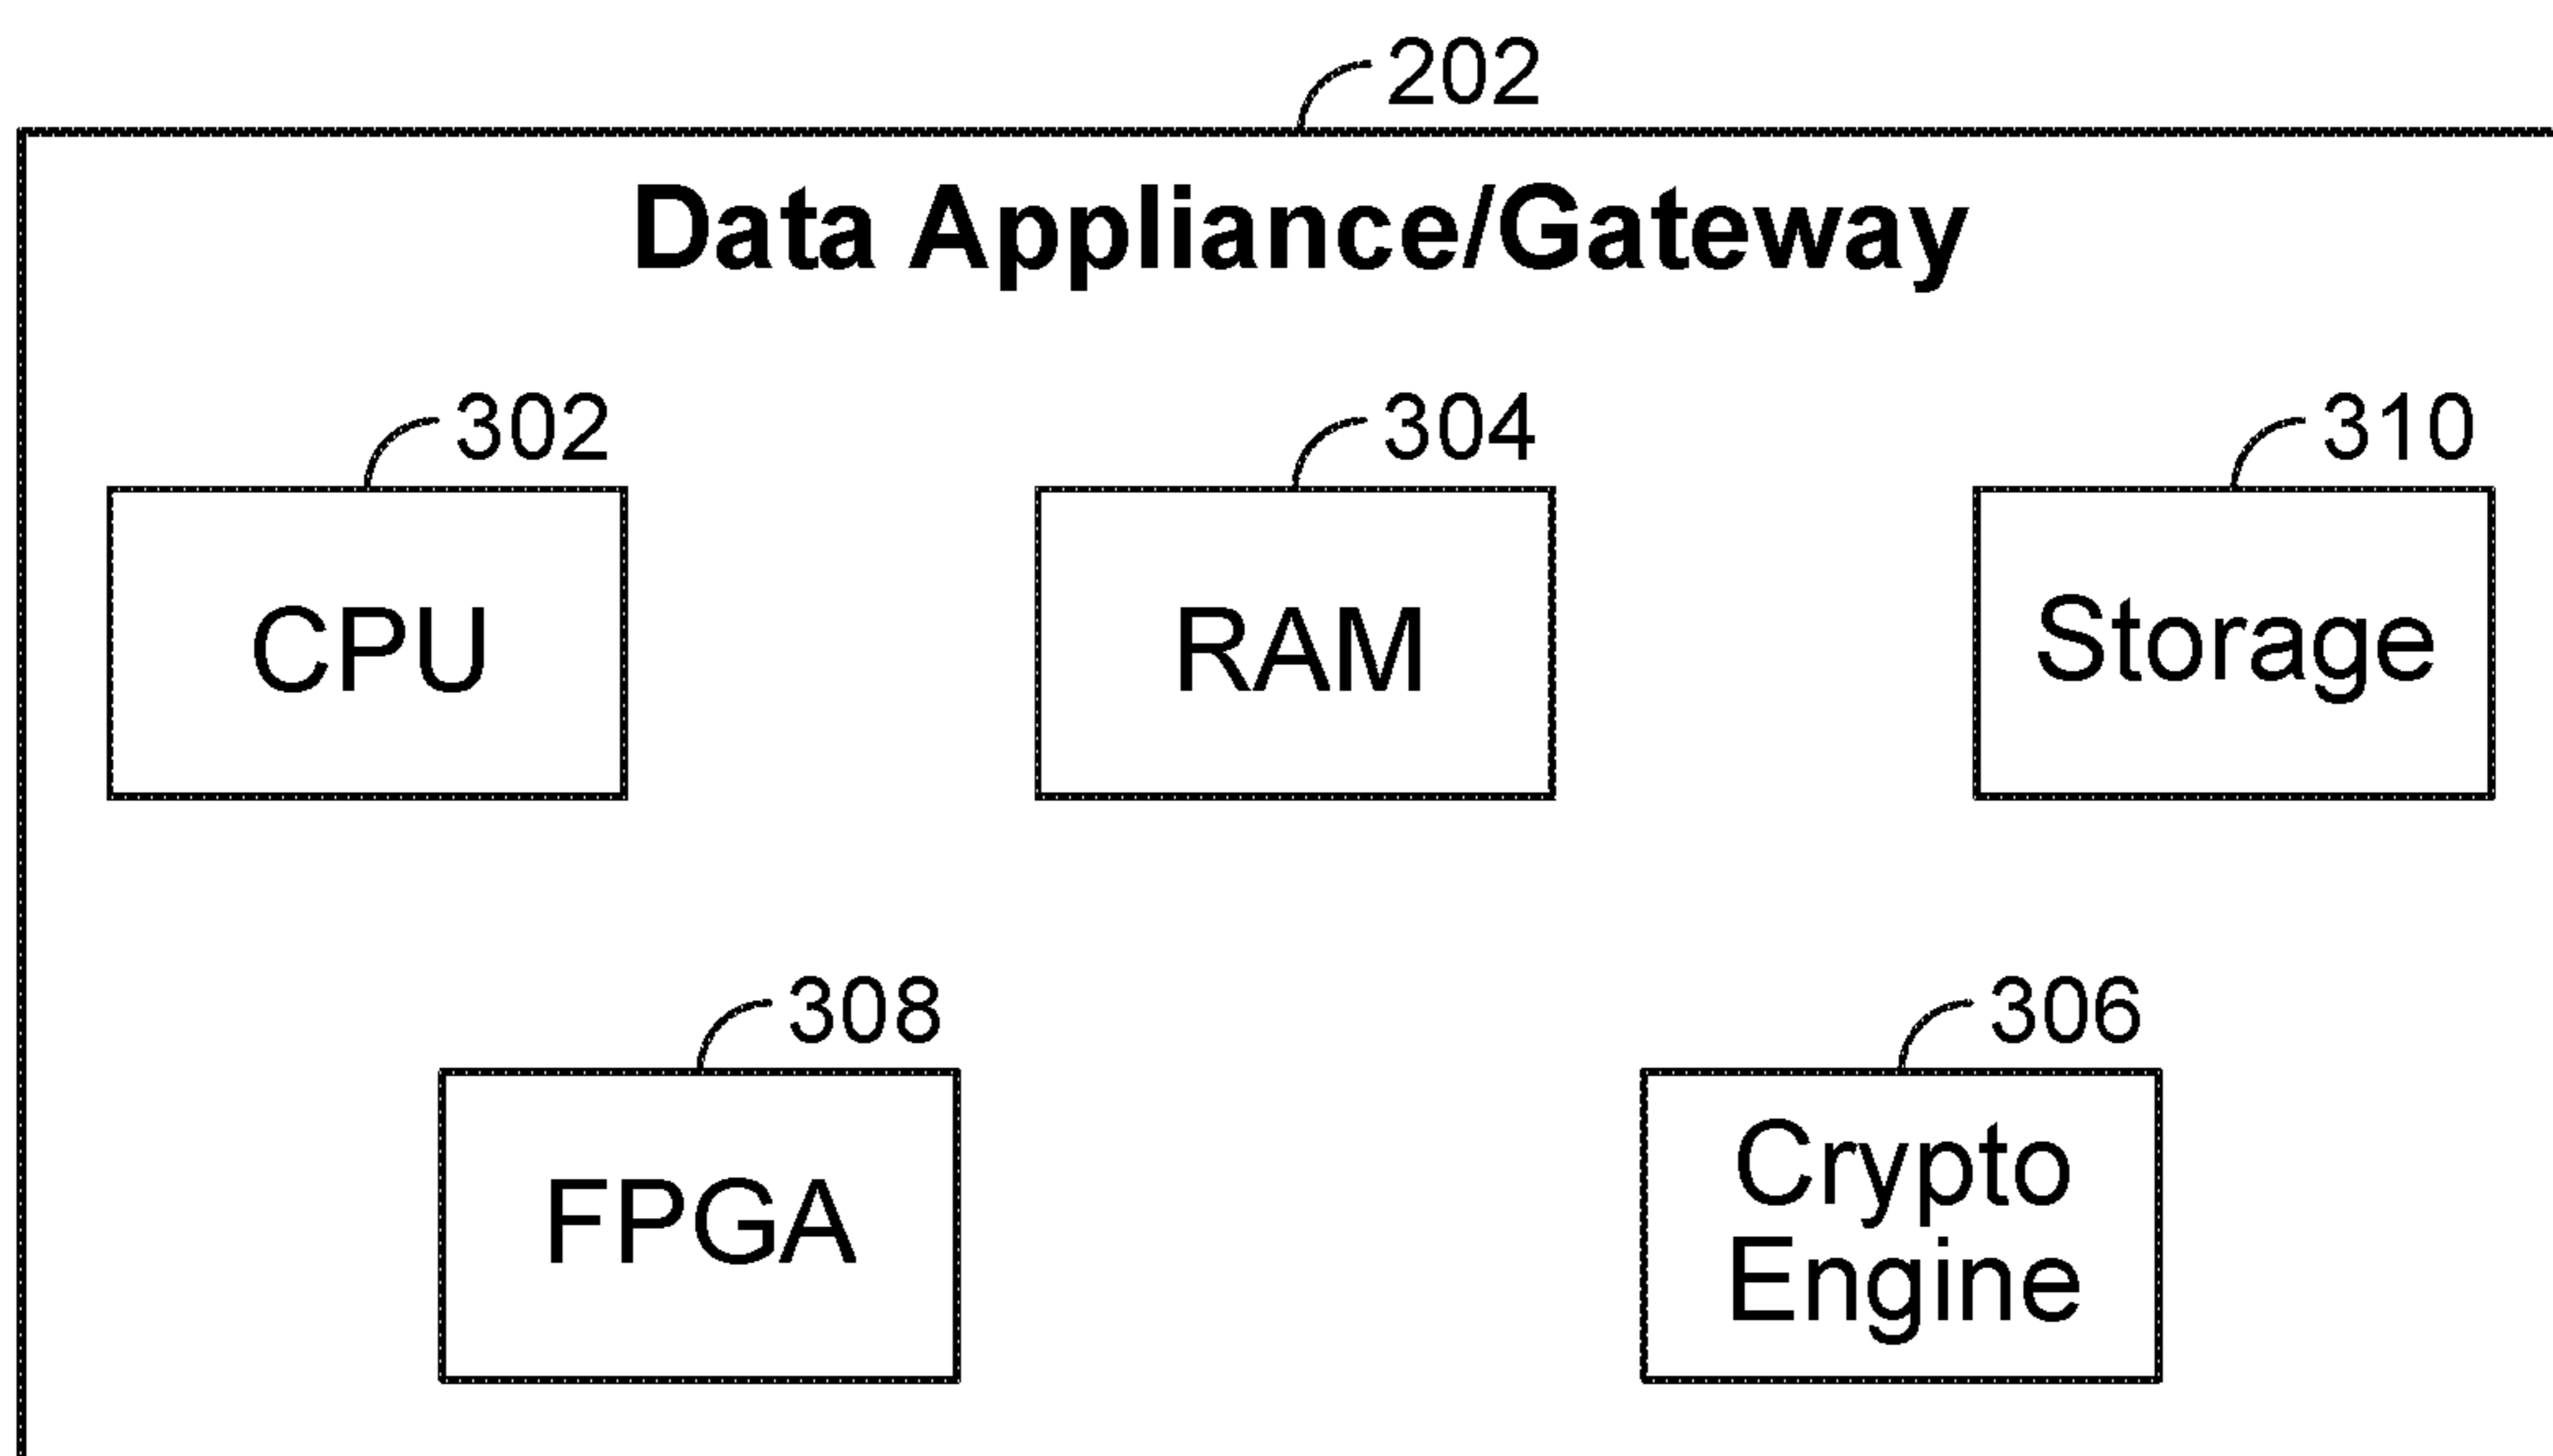 202
Data Appliance/Gateway
302
304
310
CPU
RAM
Storage
308
306
FPGA
Crypto
Engine